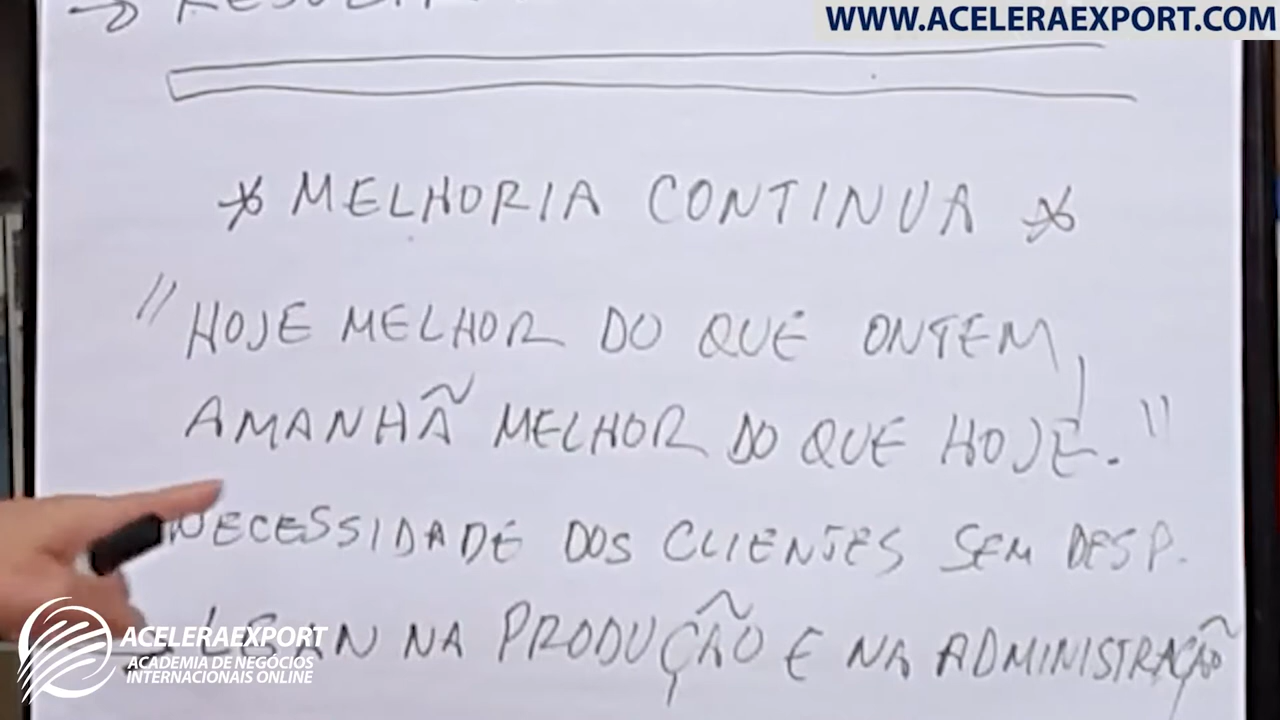 WWW.ACELERAEXPORT.COM
* MELHORIA CONTINUA *
"HOJE MELHOR DO QUE ONTEM,
AMANHÃ MELHOR DO QUE HOJE."
NECESSIDADE DOS CLIENTES SEM DESP.
LEAN NA PRODUÇÃO E NA ADMINISTRAÇÃO
ACELERAEXPORT
ACADEMIA DE NEGÓCIOS
INTERNACIONAIS ONLINE